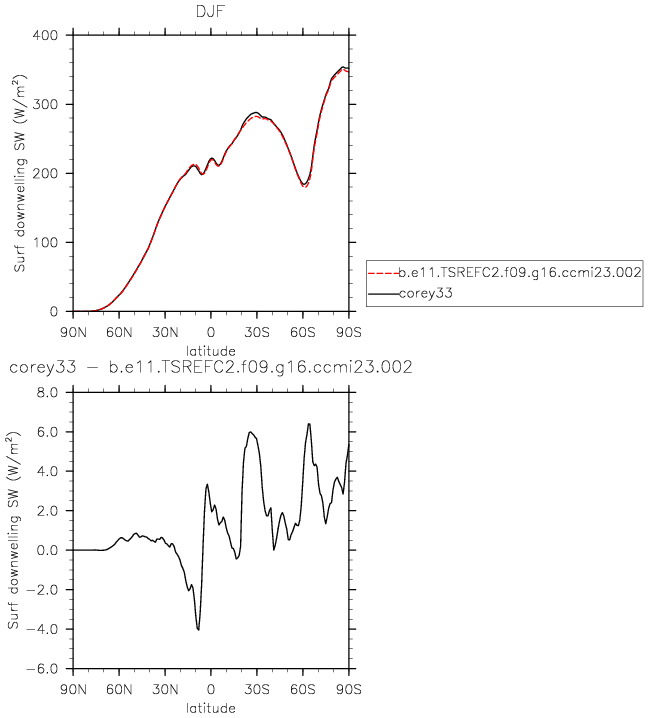 DJF
Surf downwelling SW (W/m²)
400
300
200
100
0
90N 60N 30N 0 30S 60S 90S
latitude
b.e11.TSREFC2.f09.g16.ccmi23.002
corey33
corey33 − b.e11.TSREFC2.f09.g16.ccmi23.002
Surf downwelling SW (W/m²)
8.0
6.0
4.0
2.0
0.0
−2.0
−4.0
−6.0
90N 60N 30N 0 30S 60S 90S
latitude